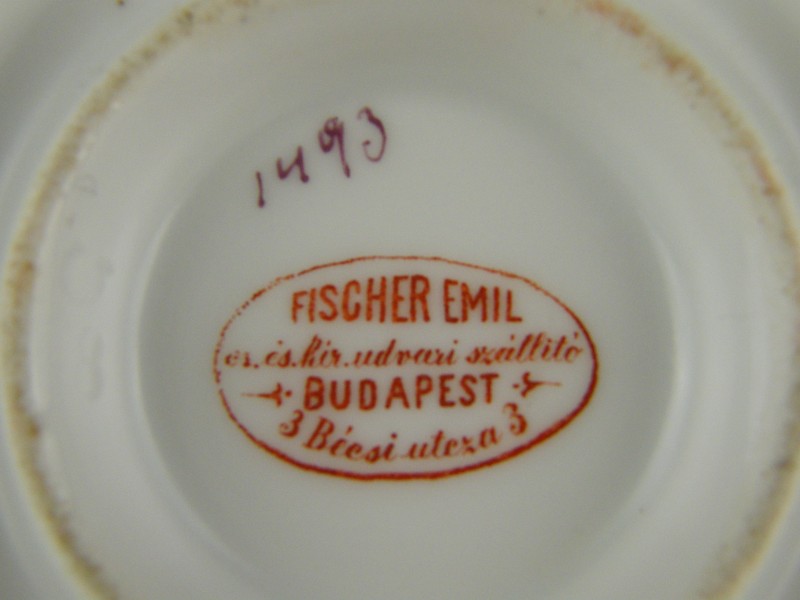 1493
FISCHER EMIL
cs. és. kir. udvari szállító
BUDAPEST
3 Bécsi utcza 3